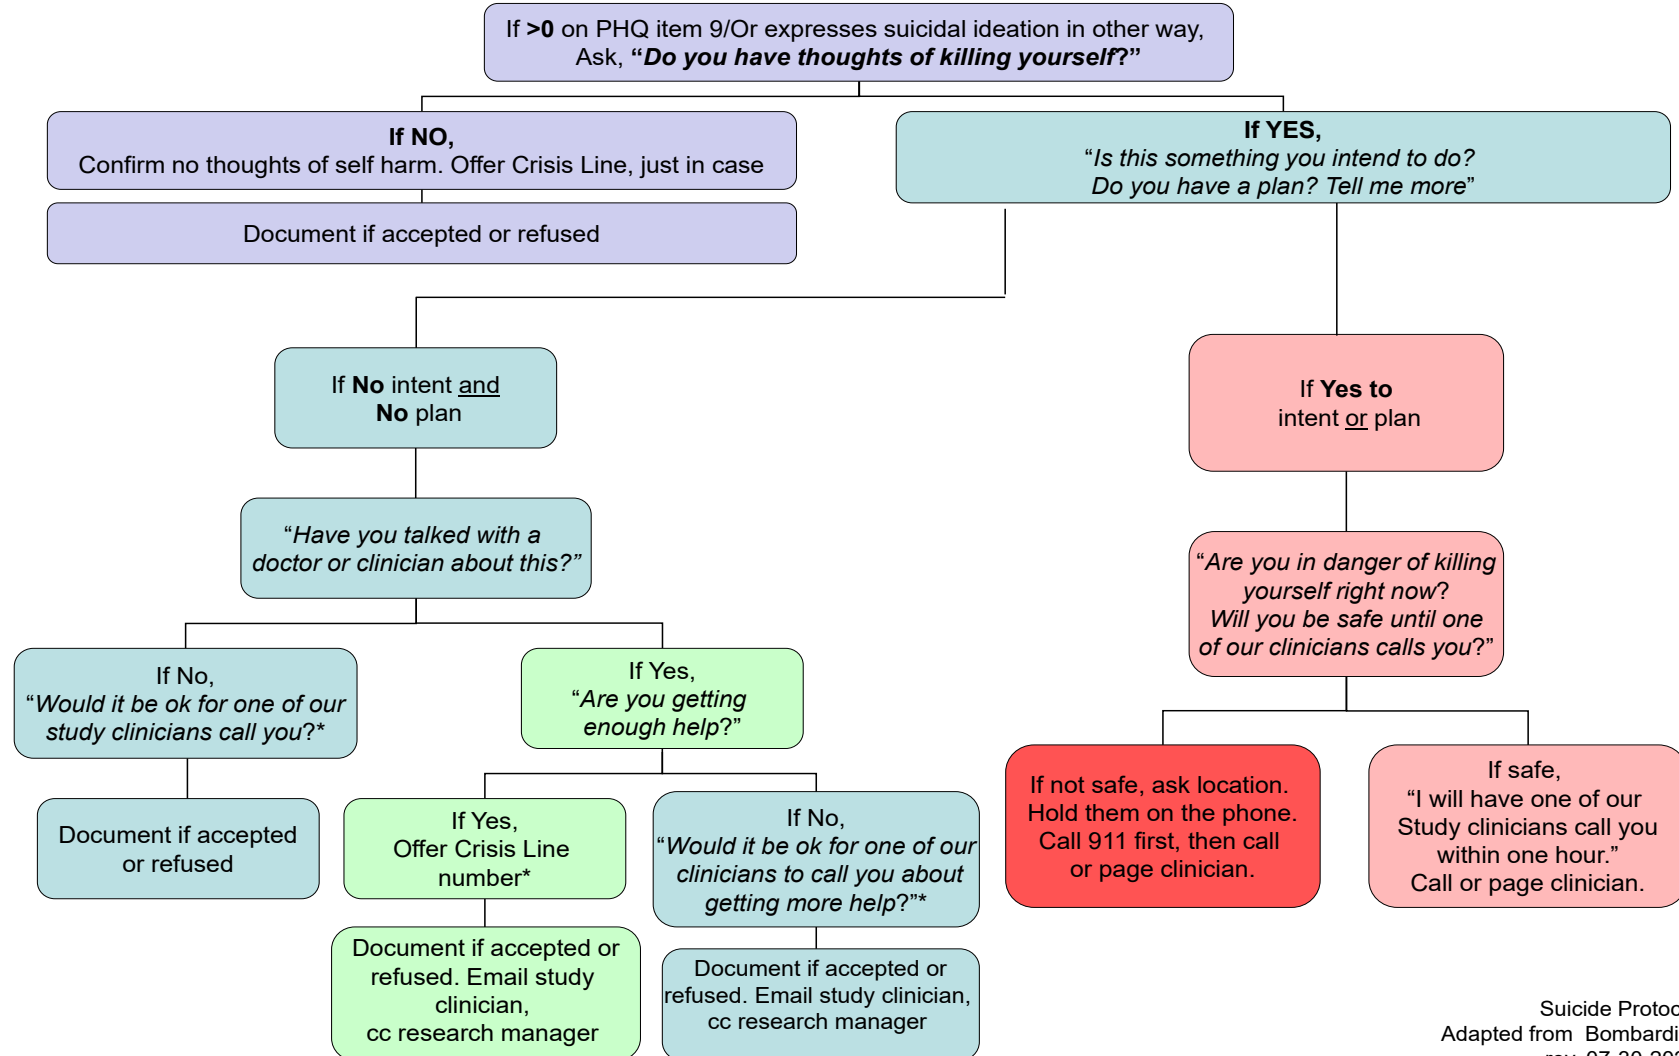 If >0 on PHQ item 9/Or expresses suicidal ideation in other way,
Ask, “Do you have thoughts of killing yourself?”
If NO,
Confirm no thoughts of self harm. Offer Crisis Line, just in case
Document if accepted or refused
If YES,
“Is this something you intend to do?
Do you have a plan? Tell me more”
If No intent and
No plan
“Have you talked with a
doctor or clinician about this?”
If No,
“Would it be ok for one of our
study clinicians call you?*
Document if accepted
or refused
If Yes,
“Are you getting
enough help?”
If Yes,
Offer Crisis Line
number*
Document if accepted or
refused. Email study
clinician,
cc research manager
If No,
“Would it be ok for one of our
clinicians to call you about
getting more help?”*
Document if accepted or
refused. Email study clinician,
cc research manager
If Yes to
intent or plan
“Are you in danger of killing
yourself right now?
Will you be safe until one
of our clinicians calls you?”
If not safe, ask location.
Hold them on the phone.
Call 911 first, then call
or page clinician.
If safe,
“I will have one of our
Study clinicians call you
within one hour.”
Call or page clinician.
Suicide
Adapted from